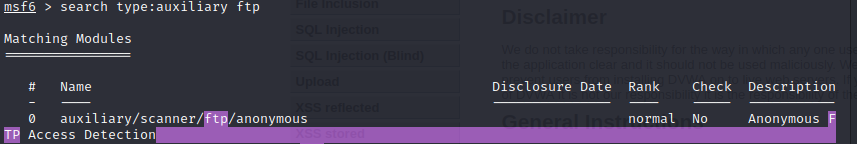 msf6 > search type:auxiliary ftp
Matching Modules
================
# Name Disclosure Date Rank Check Description
- ---- --------------- ---- ----- -----------
0 auxiliary/scanner/ftp/anonymous normal No Anonymous F
TP Access Detection
File Inclusion
SQL Injection
SQL Injection (Blind)
Upload
XSS reflected
XSS stored
Disclaimer
We do not take responsibility for the way in which any one us
the application clear and it should not be used maliciously. W
General Instructions